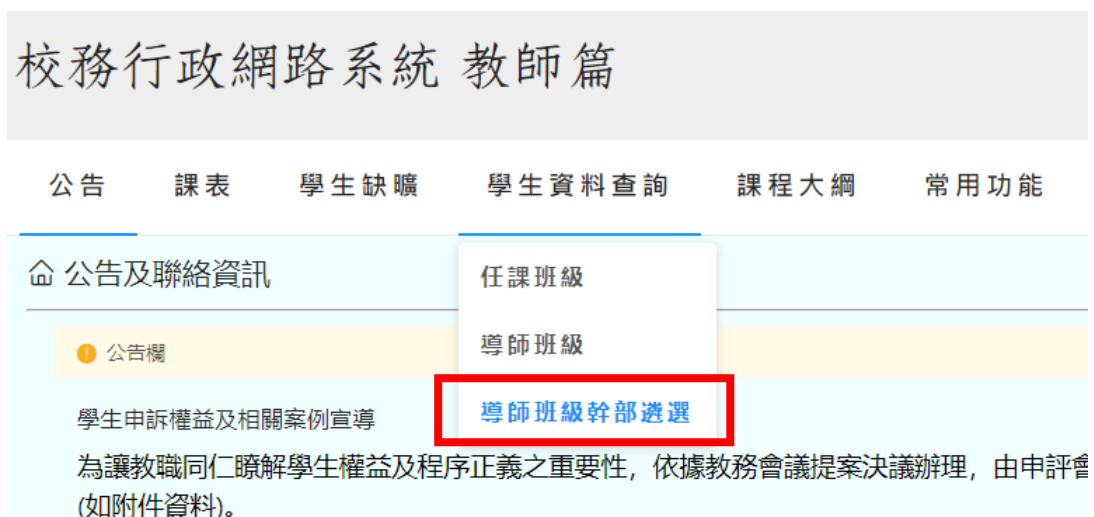 校務行政網路系統 教師篇
公告 課表 學生缺曠 學生資料查詢 課程大綱 常用功能
公告及聯絡資訊
任課班級
公告欄
導師班級
導師班級幹部遴選
學生申訴權益及相關案例宣導
為讓教職同仁瞭解學生權益及程序正義之重要性，依據教務會議提案決議辦理，由申評會
(如附件資料)。